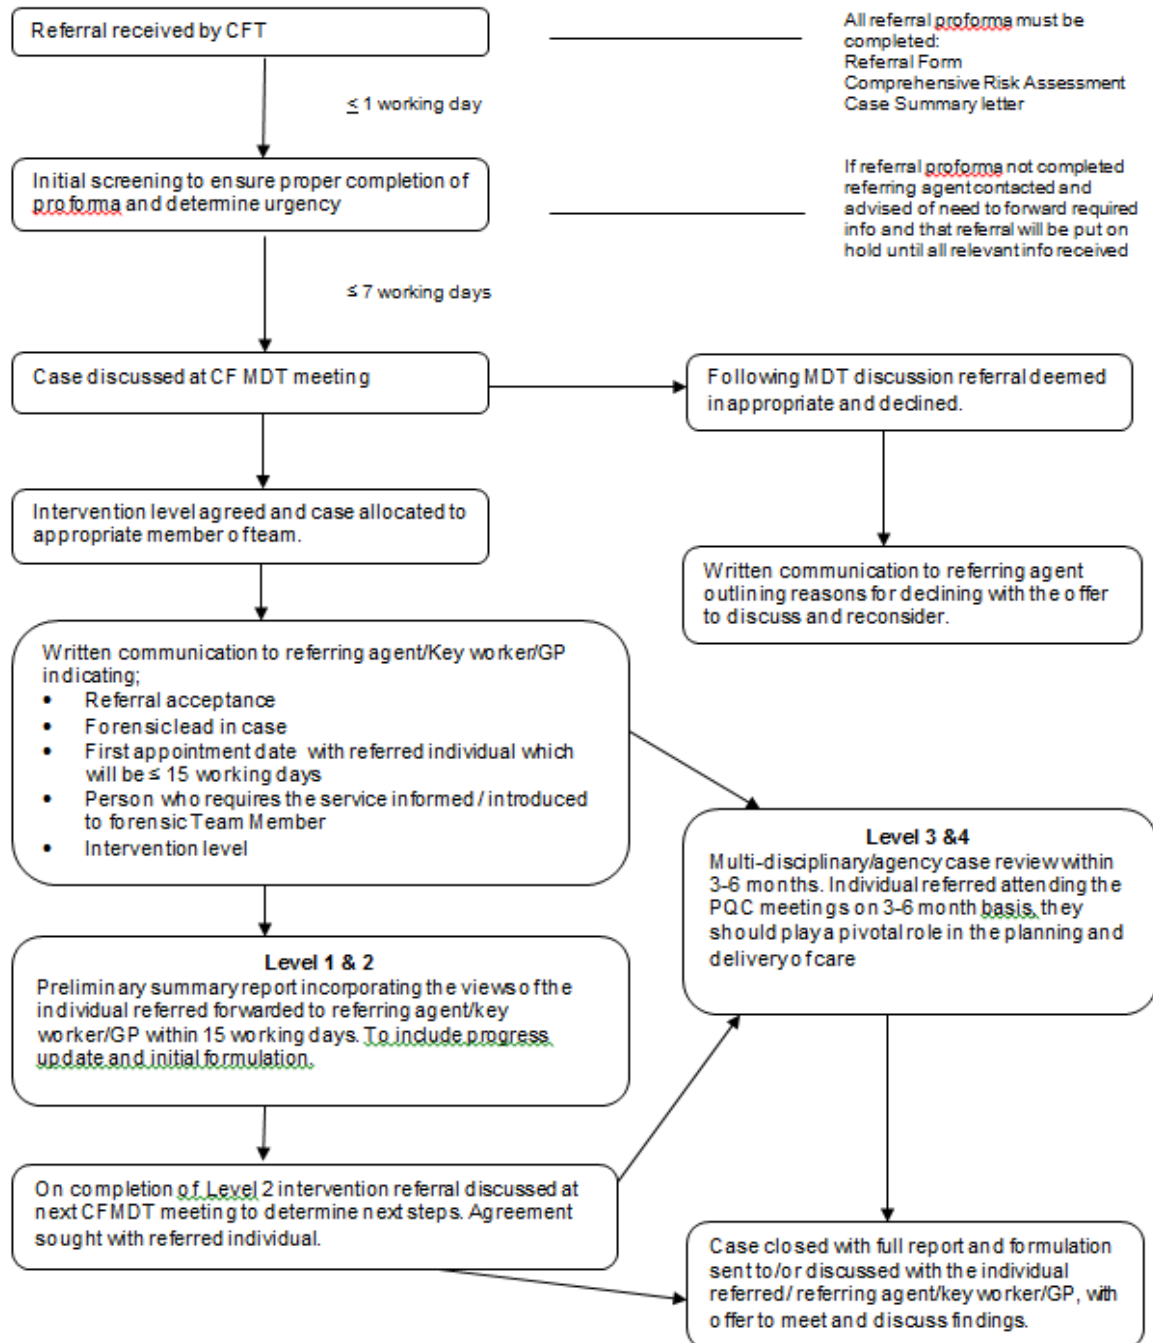 Referral received by CFT
All referral proforma must be
completed:
Referral Form
Comprehensive Risk Assessment
Case Summary letter
≤ 1 working day
Initial screening to ensure proper completion of
proforma and determine urgency
If referral proforma not completed
referring agent contacted and
advised of need to forward required
info and that referral will be put on
hold until all relevant info received
≤ 7 working days
Case discussed at CF MDT meeting
Following MDT discussion referral deemed
inappropriate and declined.
Intervention level agreed and case allocated to
appropriate member of team.
Written communication to referring agent
outlining reasons for declining with the offer
to discuss and reconsider.
Written communication to referring agent/Key worker/GP
indicating;
• Referral acceptance
• Forensic lead in case
• First appointment date with referred individual which
will be ≤ 15 working days
• Person who requires the service informed / introduced
to forensic Team Member
• Intervention level
Level 3 &4
Multi-disciplinary/agency case review within
3-6 months. Individual referred attending the
PQC meetings on 3-6 month basis, they
should play a pivotal role in the planning and
delivery of care
Level 1 & 2
Preliminary summary report incorporating the views of the
individual referred forwarded to referring agent/key
worker/GP within 15 working days. To include progress
update and initial formulation.
On completion of Level 2 intervention referral discussed at
next CFMDT meeting to determine next steps. Agreement
sought with referred individual.
Case closed with full report and formulation
sent to/or discussed with the individual
referred/ referring agent/key worker/GP, with
offer to meet and discuss findings.